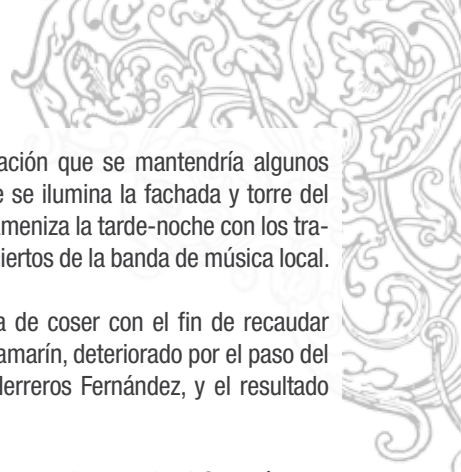 ación que se mantendría algunos
se ilumina la fachada y torre del
ameniza la tarde-noche con los tra-
iertos de la banda de música local.
a de coser con el fin de recaudar
amarín, deteriorado por el paso del
Herreros Fernández, y el resultado